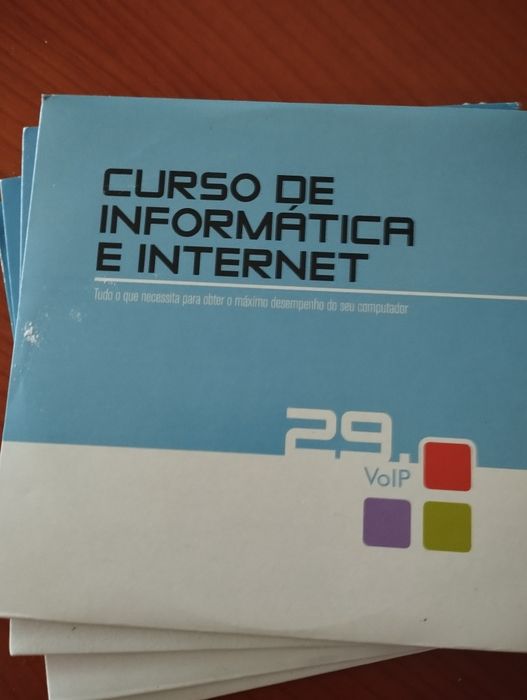 CURSO DE
INFORMÁTICA
E INTERNET
Tudo o que necessita para obter o máximo desempenho do seu computador
29.
VoIP